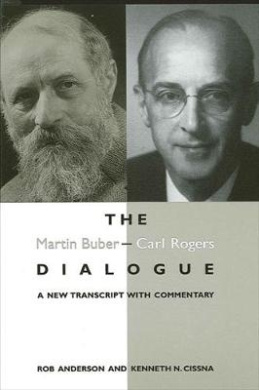 THE
Martin Buber – Carl Rogers
DIALOGUE
A NEW TRANSCRIPT WITH COMMENTARY
ROB ANDERSON AND KENNETH N. CISSNA